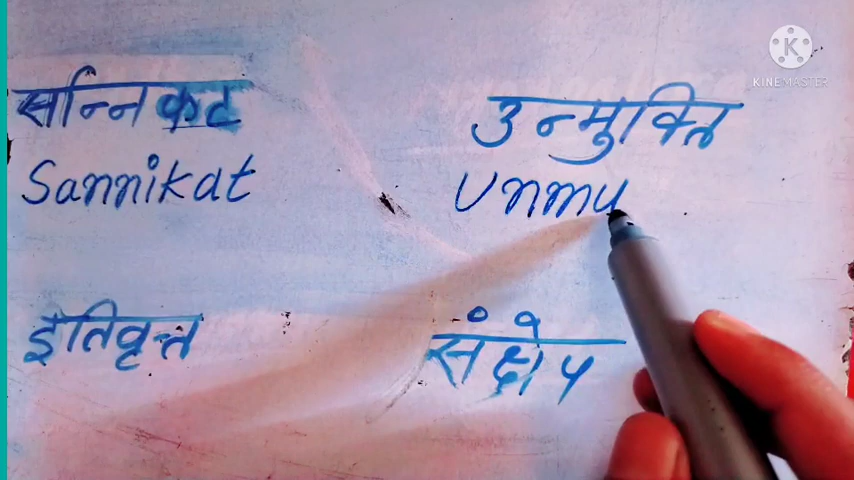 सन्निकट
उन्मुक्ति
Sannikat
Unmu
इतिवृत्त
संक्षेप
KINEMASTER